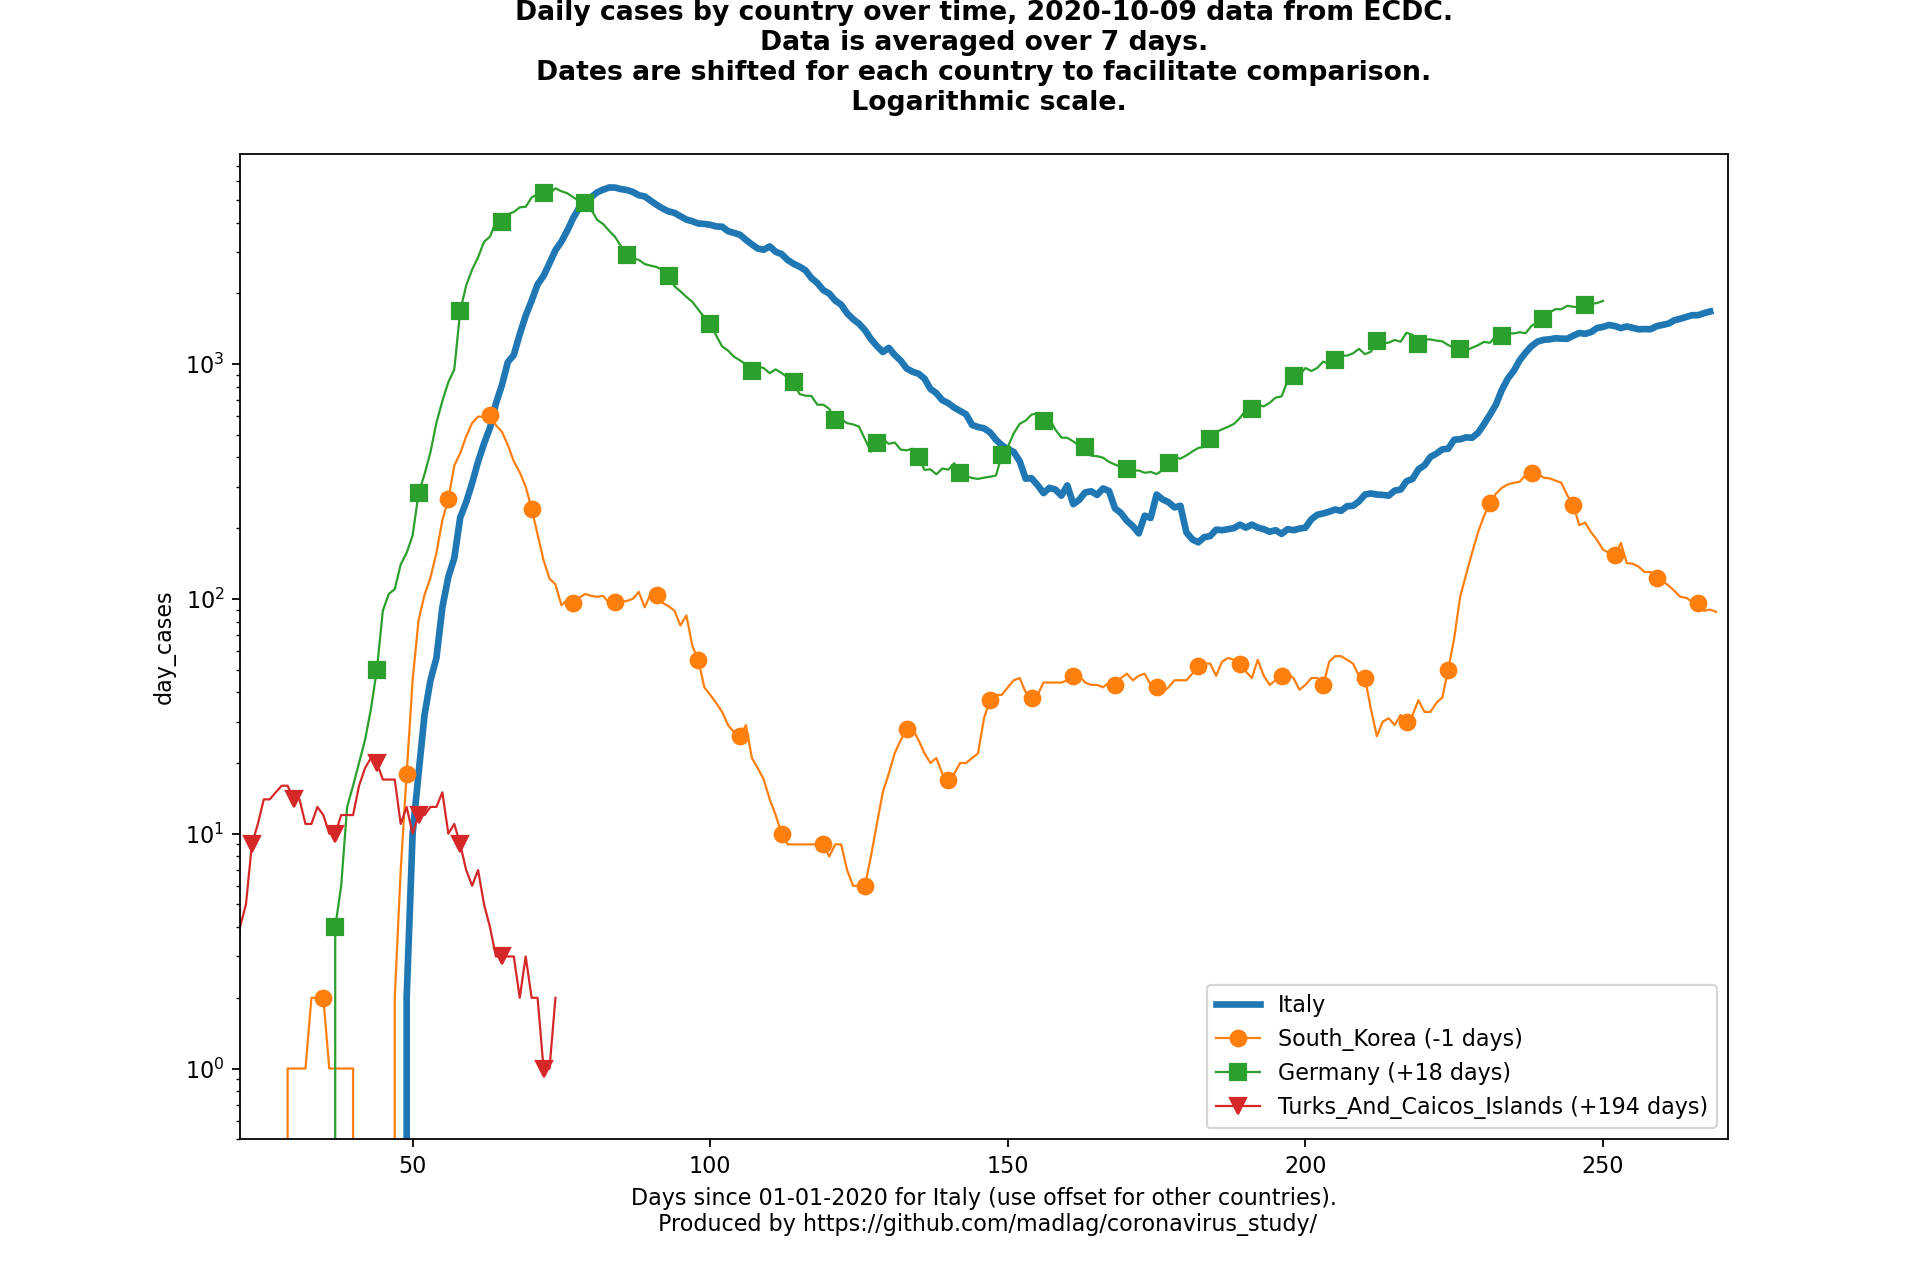 Daily cases by country over time, 2020-10-09 data from ECDC.
Data is averaged over 7 days.
Dates are shifted for each country to facilitate comparison.
Logarithmic scale.
day_cases
10³
10²
10¹
10⁰
50
100
150
200
250
Italy
South_Korea (-1 days)
Germany (+18 days)
Turks_And_Caicos_Islands (+194 days)
Days since 01-01-2020 for Italy (use offset for other countries).
Produced by https://github.com/madlag/coronavirus_study/